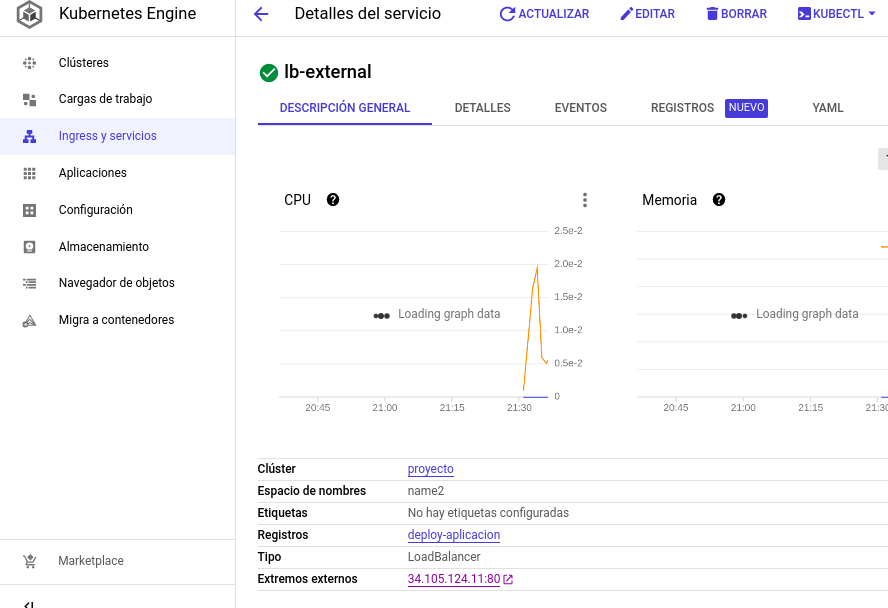 Kubernetes Engine
Detalles del servicio
ACTUALIZAR
EDITAR
BORRAR
KUBECTL
Clústeres
Cargas de trabajo
Ingress y servicios
Aplicaciones
Configuración
Almacenamiento
Navegador de objetos
Migra a contenedores
Marketplace
lb-external
DESCRIPCIÓN GENERAL
DETALLES
EVENTOS
REGISTROS NUEVO
YAML
CPU
2.5e-2
2.0e-2
1.5e-2
1.0e-2
0.5e-2
0
Loading graph data
20:45 21:00 21:15 21:30
Memoria
Loading graph data
20:45 21:00 21:15 21:30
Clúster proyecto
Espacio de nombres name2
Etiquetas No hay etiquetas configuradas
Registros deploy-aplicacion
Tipo LoadBalancer
Extremos externos 34.105.124.11:80